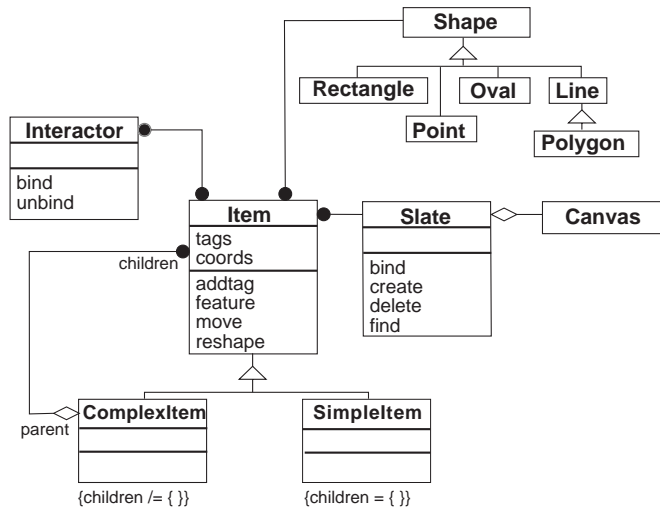 Shape
Rectangle
Oval
Line
Point
Polygon
Interactor
bind
unbind
Item
tags
coords
addtag
feature
move
reshape
Slate
bind
create
delete
find
Canvas
children
parent
ComplexItem
SimpleItem
{children /= { }}
{children = { }}